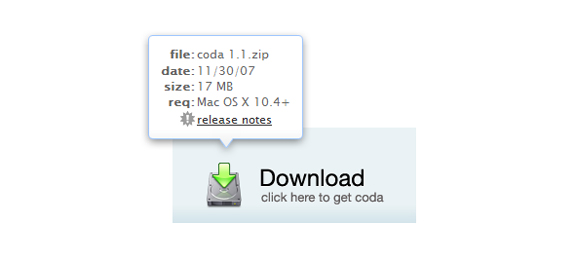 file: coda 1.1.zip
date: 11/30/07
size: 17 MB
req: Mac OS X 10.4+
release notes
Download
click here to get coda